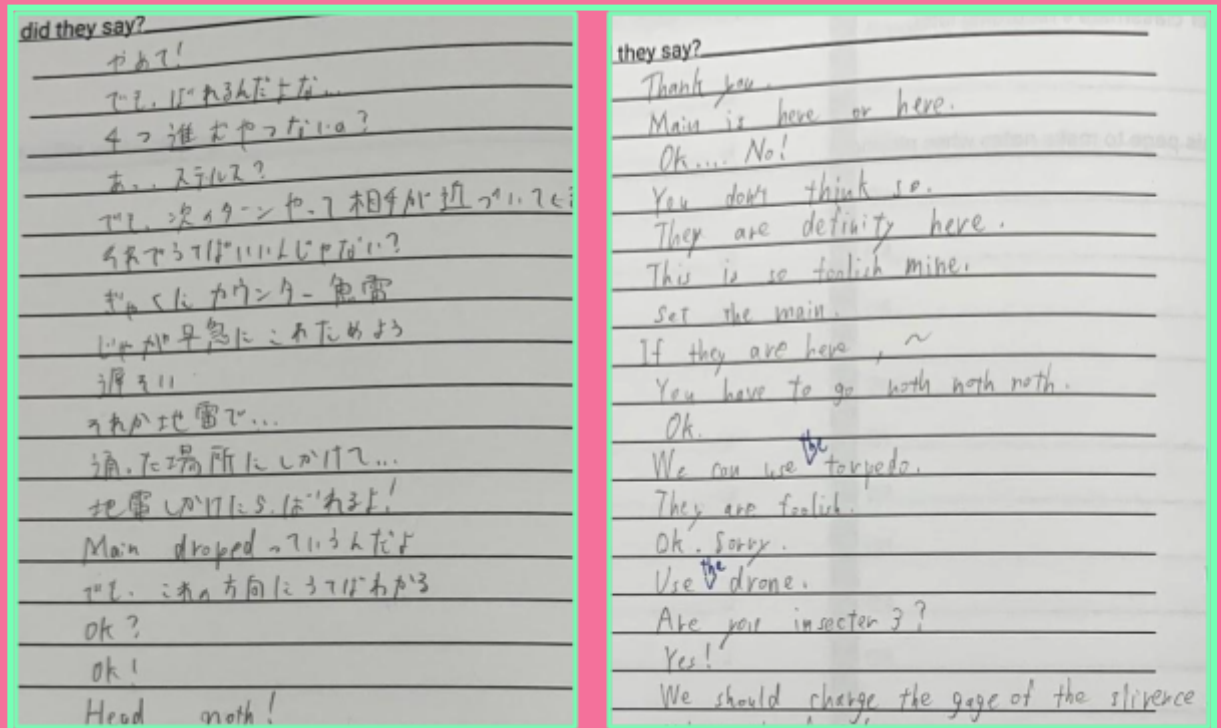 did they say?
やあて!
でも、ばれるんだよな...
4つ進むやつないの?
あ、、ステルス?
でも、次のターンやって相手が近づいてく
それでうてばいいんじゃない?
ぎゃくにカウンター魚雷
じゃが早急にこれためよう
遅そい
それか地雷で...
通った場所にしかけて...
地雷しかけたら、ばれるよ!
Main droped っていうんだよ
でも、これの方向にうてばわかる
Ok?
Ok!
Head noth!
they say?
Thank you.
Main is here or here.
Ok.... No!
You don't think so.
They are definity here.
This is so foolish mine.
Set the main.
If they are here, ~
You have to go noth noth noth.
Ok.
We can use the torpedo.
They are foolish.
Ok. Sorry.
Use the drone.
Are you insecter 3?
Yes!
We should charge the gage of the slirence